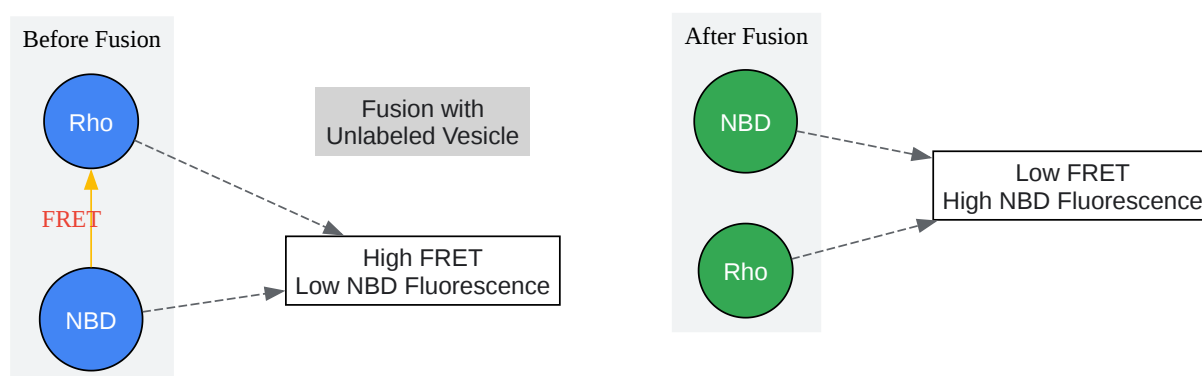 Before Fusion
Rho
FRET
NBD
Fusion with
Unlabeled Vesicle
High FRET
Low NBD Fluorescence
After Fusion
NBD
Rho
Low FRET
High NBD Fluorescence